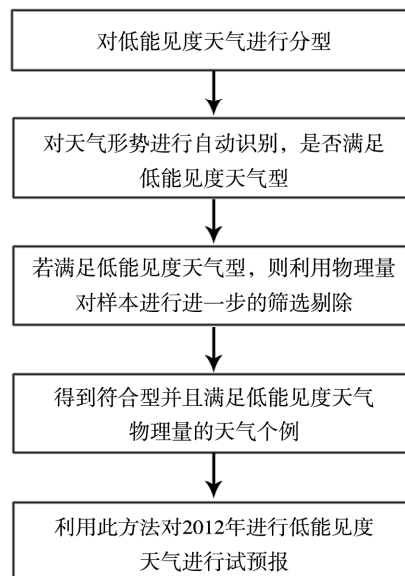 对低能见度天气进行分型
对天气形势进行自动识别，是否满足
低能见度天气型
若满足低能见度天气型，则利用物理量
对样本进行进一步的筛选剔除
得到符合型并且满足低能见度天气
物理量的天气个例
利用此方法对2012年进行低能见度
天气进行试预报